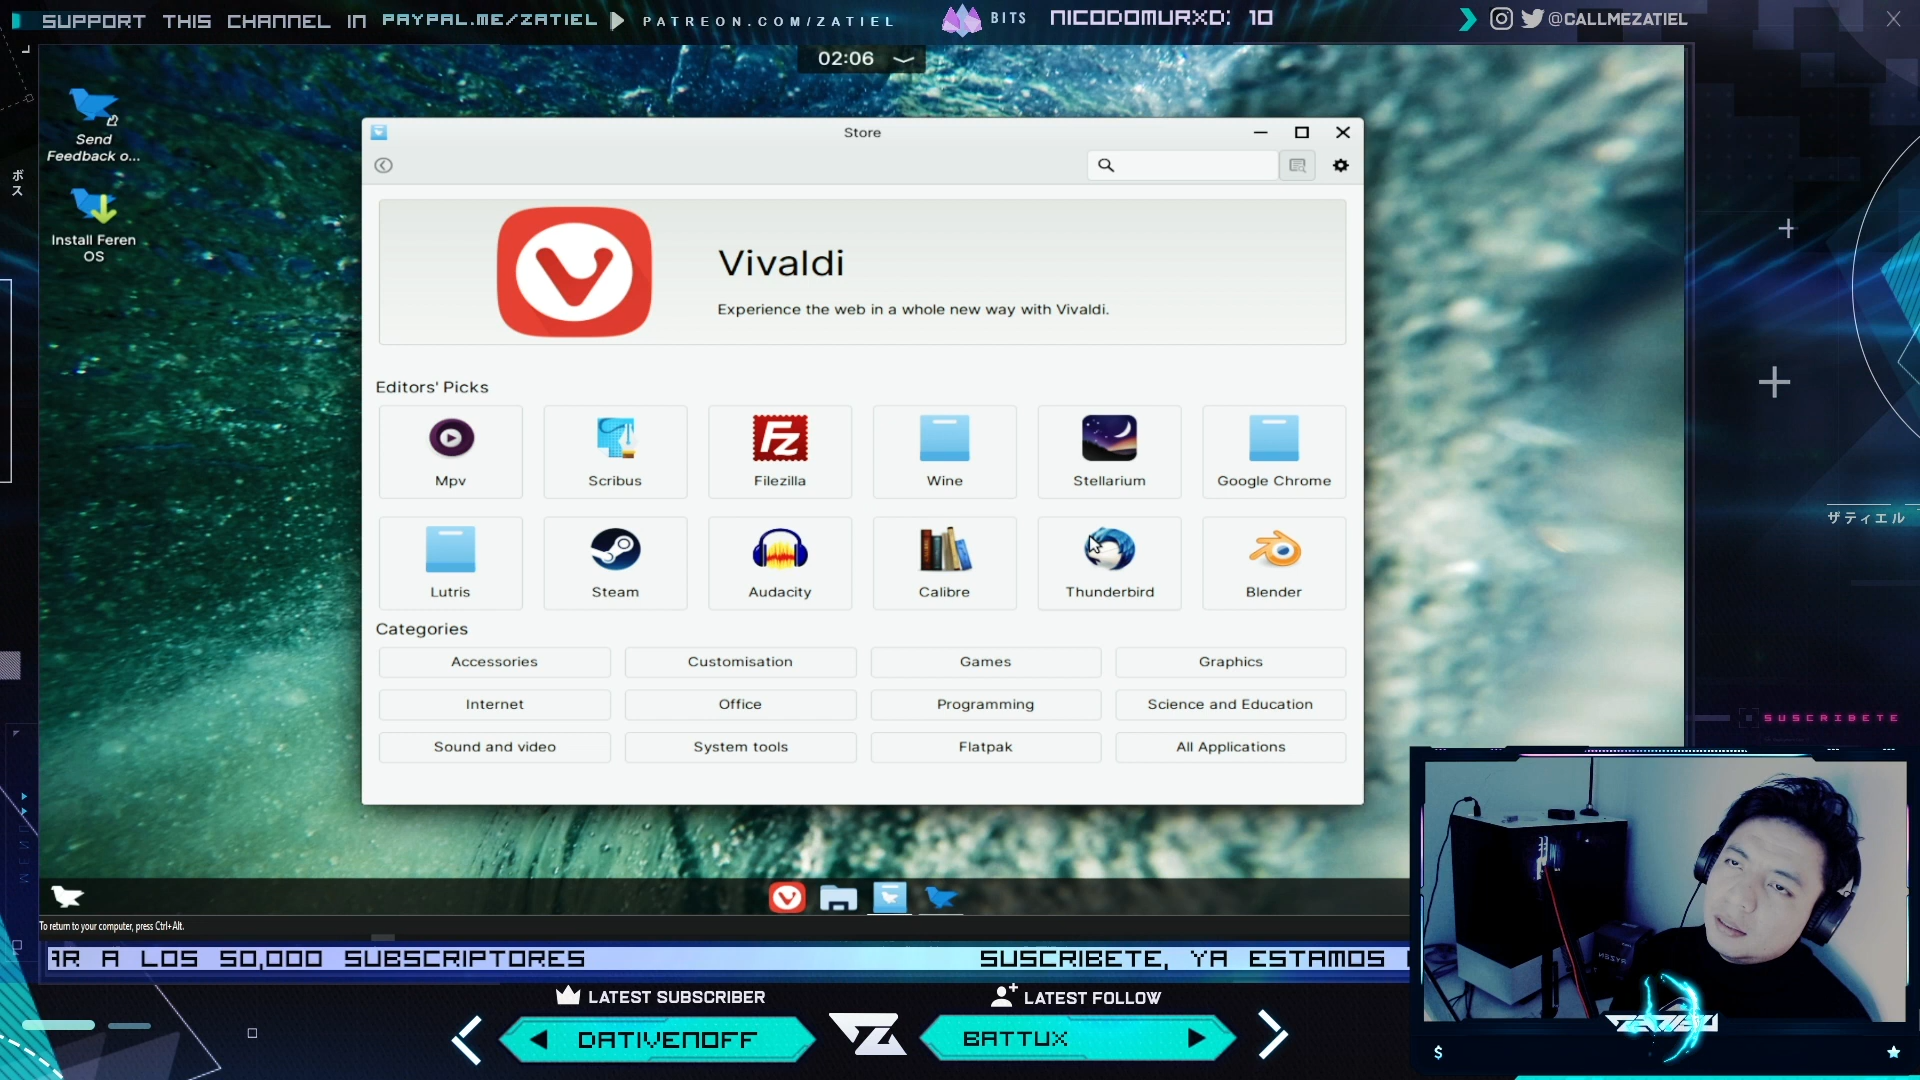 SUPPORT THIS CHANNEL IN PAYPAL.ME/ZATIEL PATREON.COM/ZATIEL BITS NICODOMURXD: 10 @CALLMEZATIEL
02:06
Send
Feedback o...
Install Feren
OS
ボス
Store
Vivaldi
Experience the web in a whole new way with Vivaldi.
Editors' Picks
Mpv Scribus Filezilla Wine Stellarium Google Chrome
Lutris Steam Audacity Calibre Thunderbird Blender
Categories
Accessories Customisation Games Graphics
Internet Office Programming Science and Education
Sound and video System tools Flatpak All Applications
ザティエル
SUSCRIBETE
To return to your computer, press Ctrl+Alt.
AR A LOS 50,000 SUBSCRIPTORES SUSCRIBETE, YA ESTAMOS
LATEST SUBSCRIBER LATEST FOLLOW
DATIVENOFF BATTUX
RYZEN
$